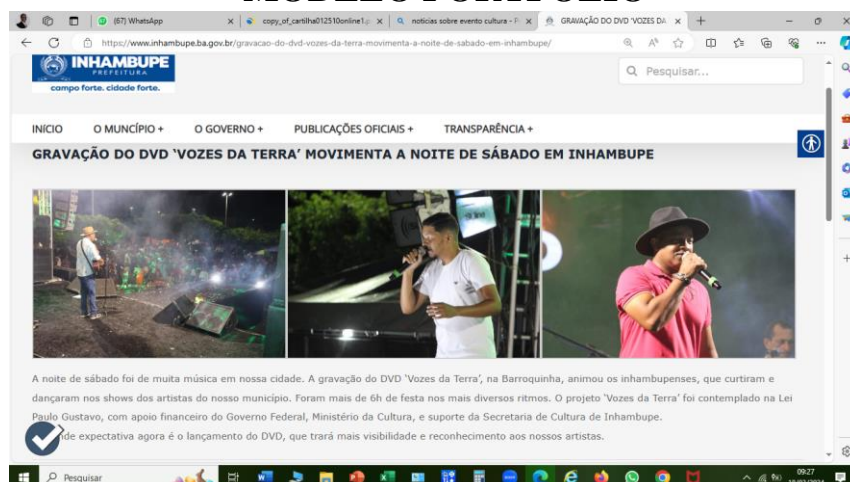 (67) WhatsApp
copy_of_cartilha012510online1.p
noticias sobre evento cultura - P
GRAVAÇÃO DO DVD 'VOZES DA
https://www.inhambupe.ba.gov.br/gravacao-do-dvd-vozes-da-terra-movimenta-a-noite-de-sabado-em-inhambupe/
INHAMBUPE
PREFEITURA
campo forte. cidade forte.
Pesquisar...
INÍCIO O MUNCÍPIO + O GOVERNO + PUBLICAÇÕES OFICIAIS + TRANSPARÊNCIA +
GRAVAÇÃO DO DVD 'VOZES DA TERRA' MOVIMENTA A NOITE DE SÁBADO EM INHAMBUPE
A noite de sábado foi de muita música em nossa cidade. A gravação do DVD 'Vozes da Terra', na Barroquinha, animou os inhambupenses, que curtiram e
dançaram nos shows dos artistas do nosso município. Foram mais de 6h de festa nos mais diversos ritmos. O projeto 'Vozes da Terra' foi contemplado na Lei
Paulo Gustavo, com apoio financeiro do Governo Federal, Ministério da Cultura, e suporte da Secretaria de Cultura de Inhambupe.
expectativa agora é o lançamento do DVD, que trará mais visibilidade e reconhecimento aos nossos artistas.
Pesquisar
09:27